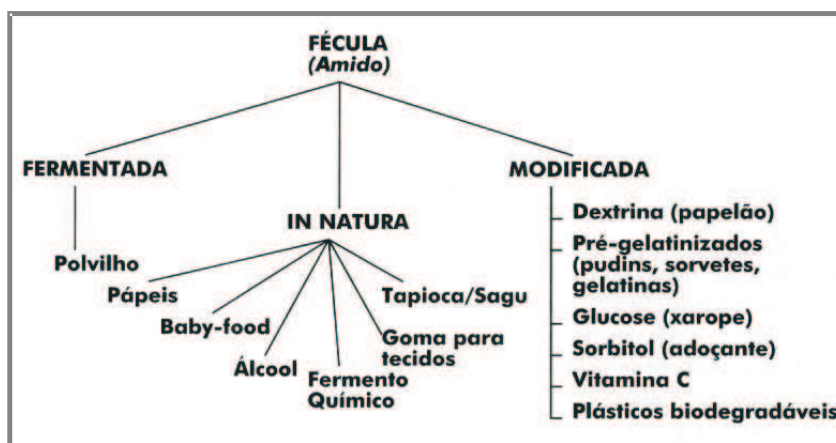 FÉCULA
(Amido)
FERMENTADA
MODIFICADA
IN NATURA
Polvilho
Pápeis
Baby-food
Álcool
Fermento
Químico
Goma para
tecidos
Tapioca/Sagu
Dextrina (papelão)
Pré-gelatinizados
(pudins, sorvetes,
gelatinas)
Glucose (xarope)
Sorbitol (adoçante)
Vitamina C
Plásticos biodegradáveis